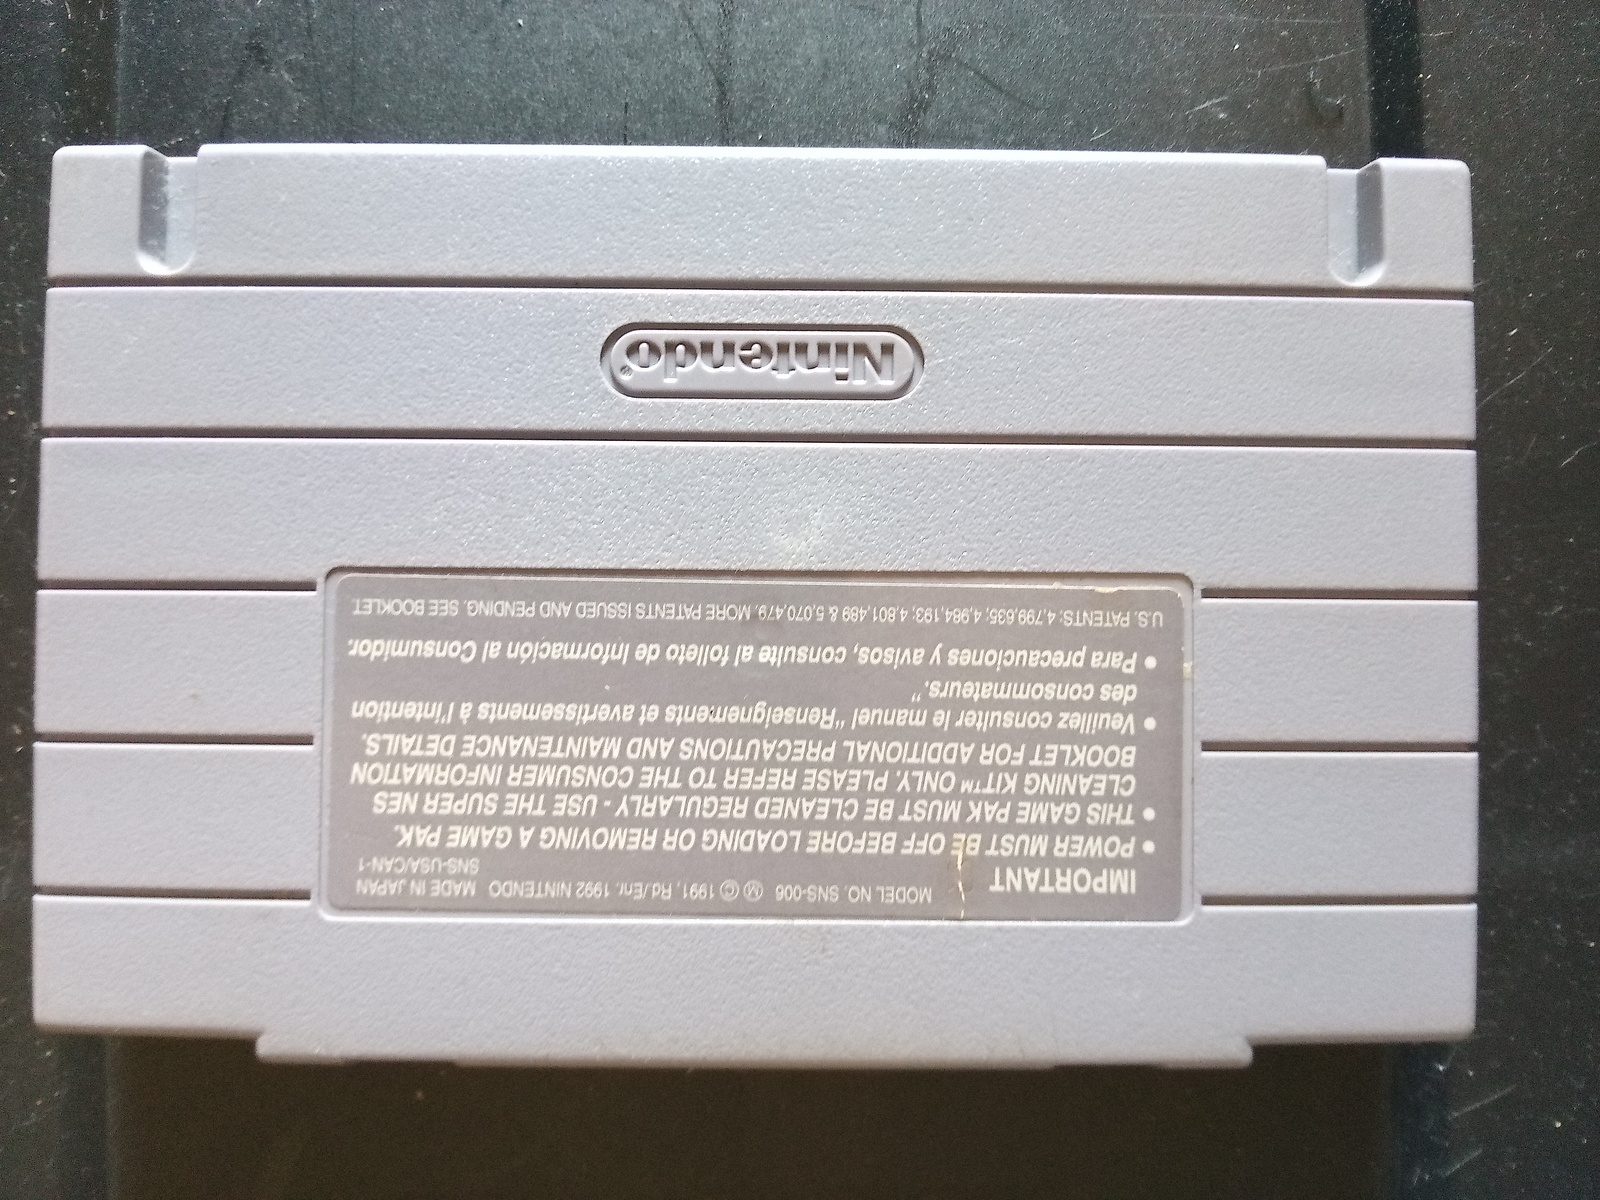 Nintendo®
IMPORTANT
MODEL NO. SNS-006 Ⓜ © 1991, Rd/Enr. 1992 NINTENDO MADE IN JAPAN
SNS-USA/CAN-1
• POWER MUST BE OFF BEFORE LOADING OR REMOVING A GAME PAK.
• THIS GAME PAK MUST BE CLEANED REGULARLY - USE THE SUPER NES
CLEANING KIT™ ONLY. PLEASE REFER TO THE CONSUMER INFORMATION
BOOKLET FOR ADDITIONAL PRECAUTIONS AND MAINTENANCE DETAILS.
• Veuillez consulter le manuel "Renseignements et avertissements à l'intention
des consommateurs."
• Para precauciones y avisos, consulte al folleto de Información al Consumidor.
U.S. PATENTS: 4,799,635; 4,984,193; 4,801,489 & 5,070,479. MORE PATENTS ISSUED AND PENDING. SEE BOOKLET.